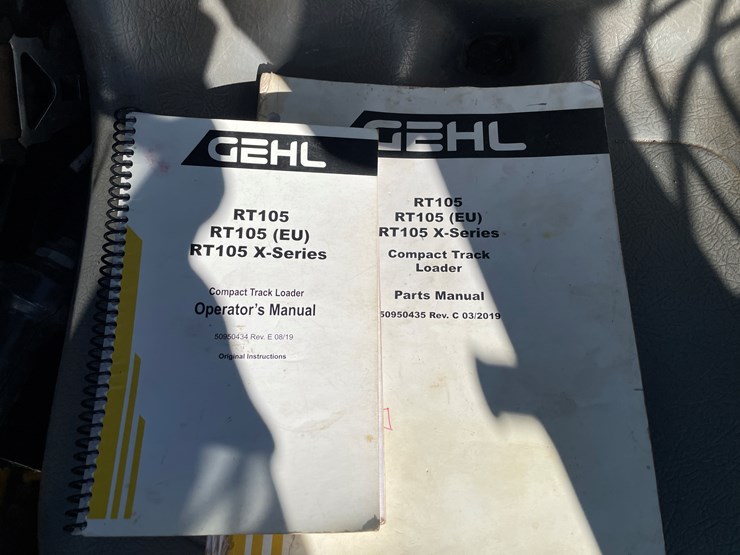 GEHL
RT105
RT105 (EU)
RT105 X-Series
Compact Track Loader
Operator's Manual
50950434 Rev. E 08/19
Original Instructions
GEHL
RT105
RT105 (EU)
RT105 X-Series
Compact Track
Loader
Parts Manual
50950435 Rev. C 03/2019